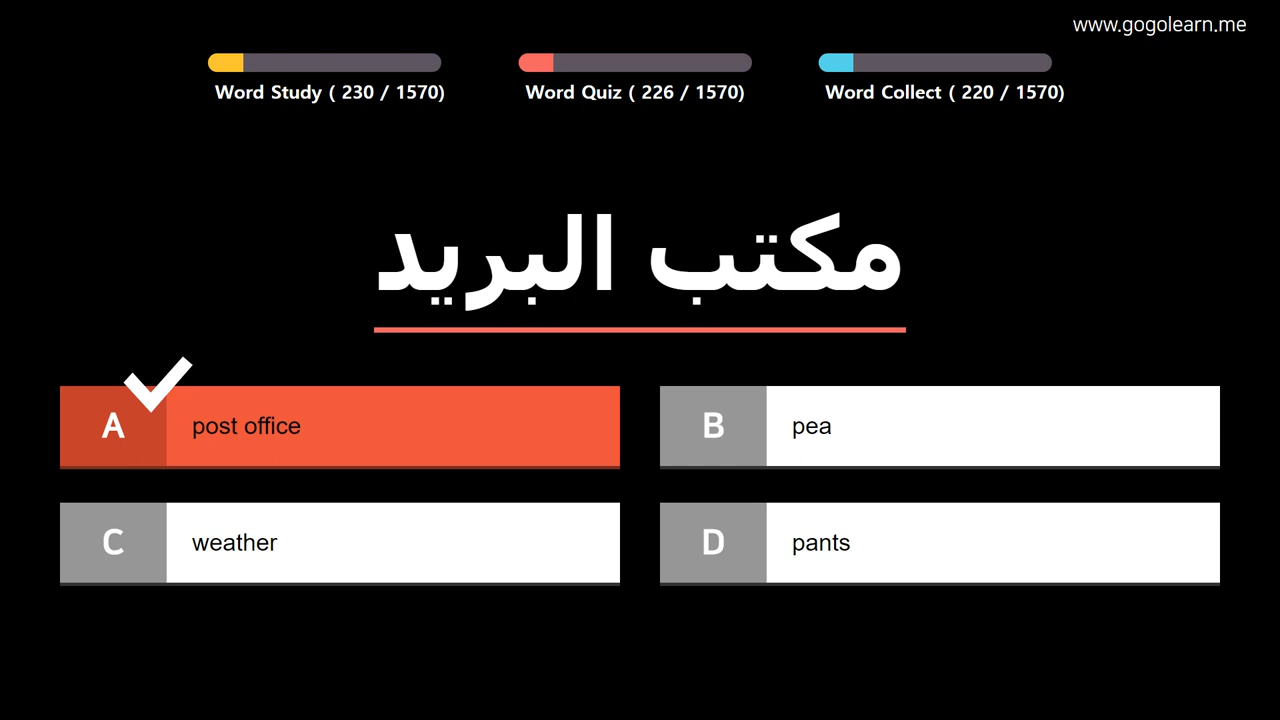 www.gogolearn.me
Word Study ( 230 / 1570)
Word Quiz ( 226 / 1570)
Word Collect ( 220 / 1570)
مكتب البريد
A post office
B pea
C weather
D pants